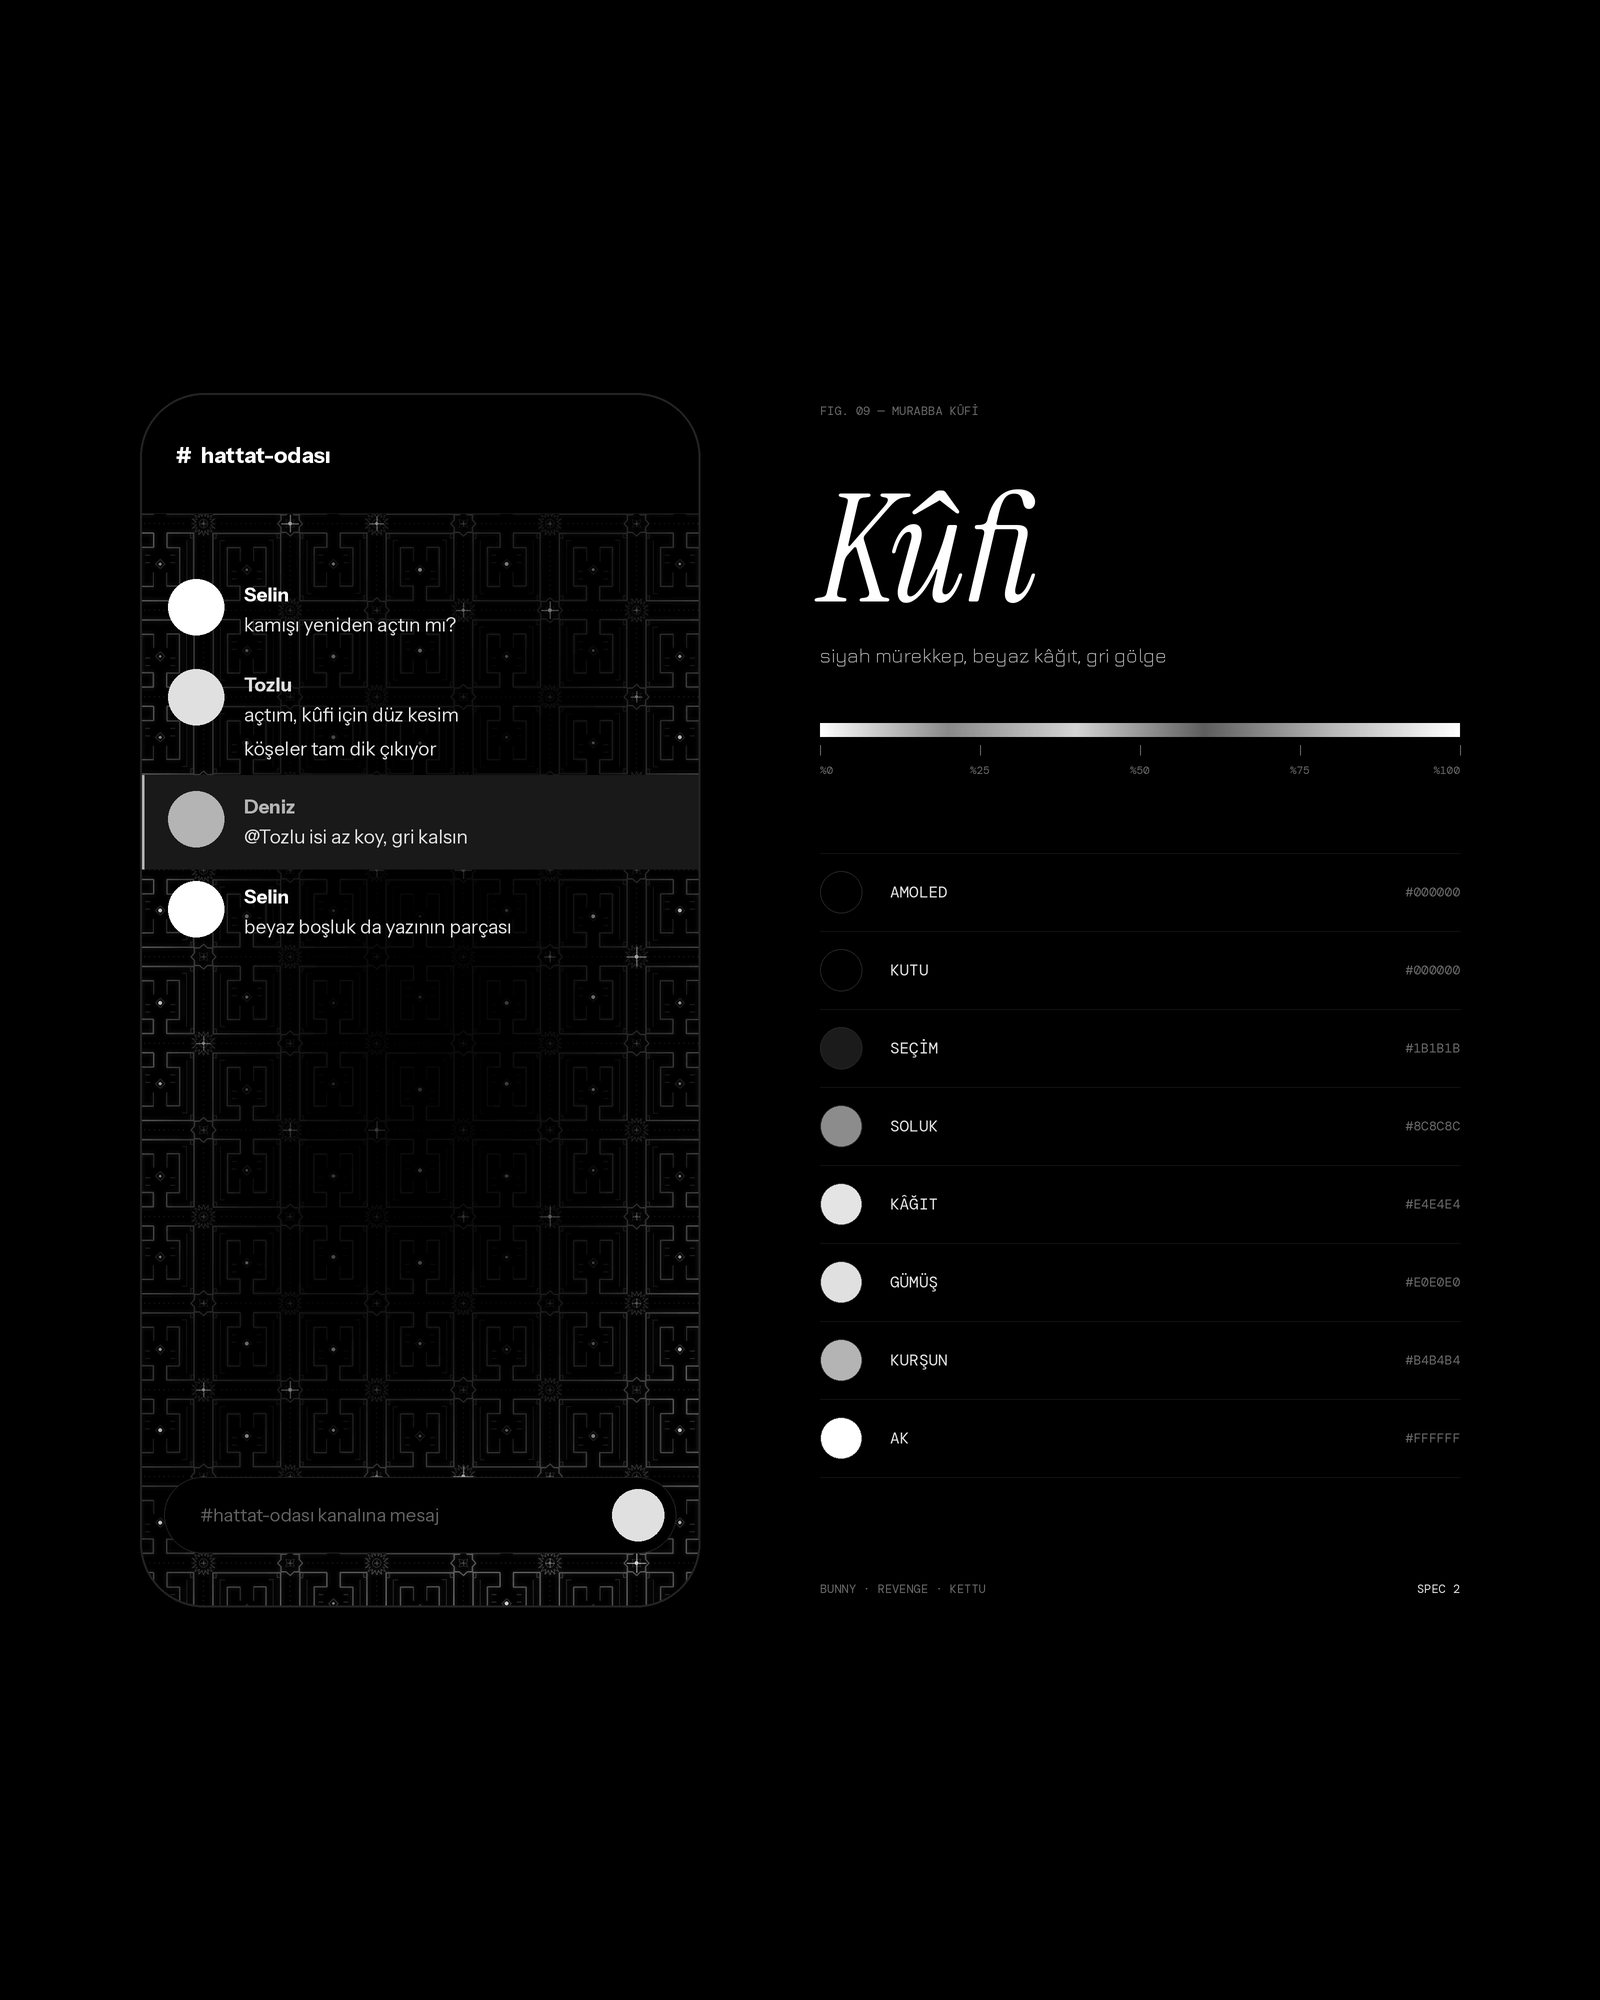 # hattat-odası
Selin
kamışı yeniden açtın mı?
Tozlu
açtım, kûfi için düz kesim
köşeler tam dik çıkıyor
Deniz
@Tozlu isi az koy, gri kalsın
Selin
beyaz boşluk da yazının parçası
#hattat-odası kanalına mesaj
FIG. 09 — MURABBA KÛFİ
Kûfi
siyah mürekkep, beyaz kâğıt, gri gölge
%0 %25 %50 %75 %100
AMOLED #000000
KUTU #000000
SEÇİM #1B1B1B
SOLUK #8C8C8C
KÂĞIT #E4E4E4
GÜMÜŞ #E0E0E0
KURŞUN #B4B4B4
AK #FFFFFF
BUNNY · REVENGE · KETTU SPEC 2